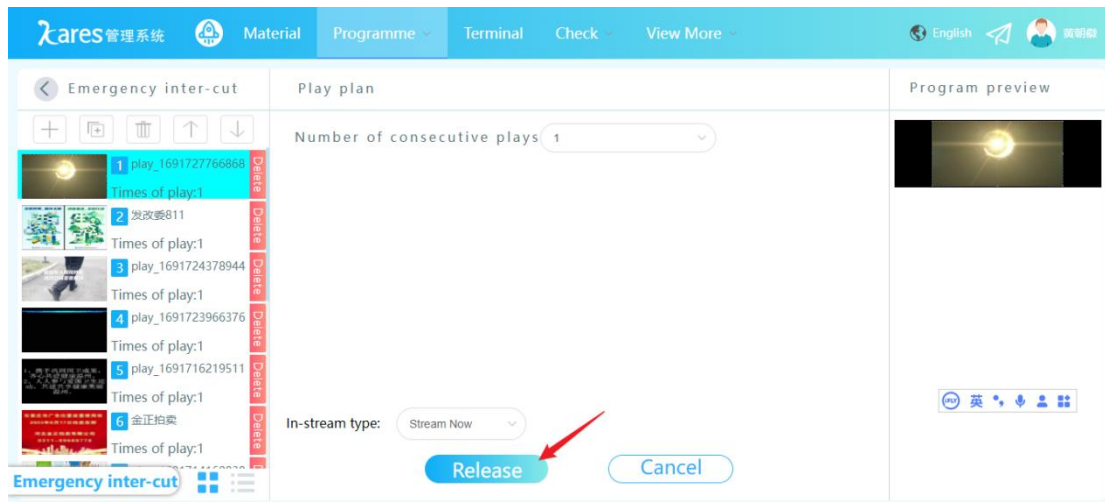 Kares管理系统
Material
Programme
Terminal
Check
View More
English
黄朝徽
Emergency inter-cut
Play plan
Program preview
Number of consecutive plays
1
1 play_1691727766868
Times of play:1
Delete
2 发改委811
Times of play:1
Delete
3 play_1691724378944
Times of play:1
Delete
4 play_1691723966376
Times of play:1
Delete
5 play_1691716219511
Times of play:1
Delete
6 金正拍卖
Times of play:1
Delete
In-stream type:
Stream Now
Release
Cancel
Emergency inter-cut
iFLY
英